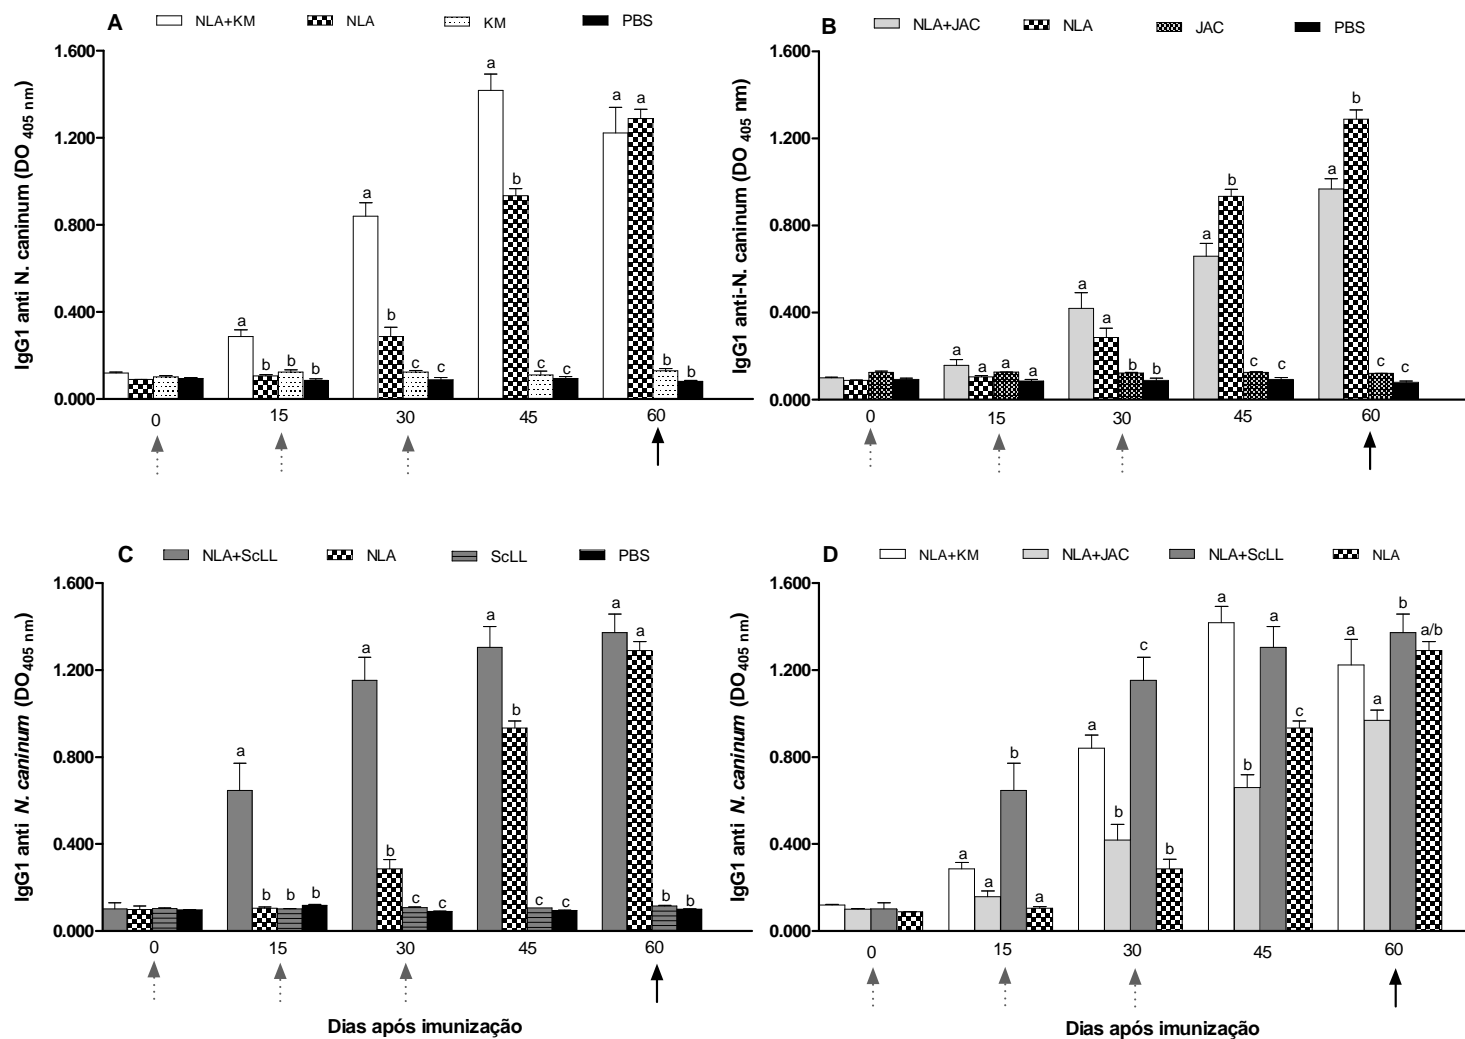 A NLA+KM NLA KM PBS
IgG1 anti N. caninum (DO 405 nm)
1.600
1.200
0.800
0.400
0.000
a
a b b b
a b c c
a b c c
a a b b
0 15 30 45 60
B NLA+JAC NLA JAC PBS
IgG1 anti-N. caninum (DO 405 nm)
1.600
1.200
0.800
0.400
0.000
a a a a
a a b b
a b c c
a b c c
0 15 30 45 60
C NLA+ScLL NLA ScLL PBS
IgG1 anti N. caninum (DO405 nm)
1.600
1.200
0.800
0.400
0.000
a b b b
a b c c
a b c c
a a b b
0 15 30 45 60
Dias após imunização
D NLA+KM NLA+JAC NLA+ScLL NLA
IgG1 anti N. caninum (DO405 nm)
1.600
1.200
0.800
0.400
0.000
a a b a
a b c b
a b a c
a a b a/b
0 15 30 45 60
Dias após imunização